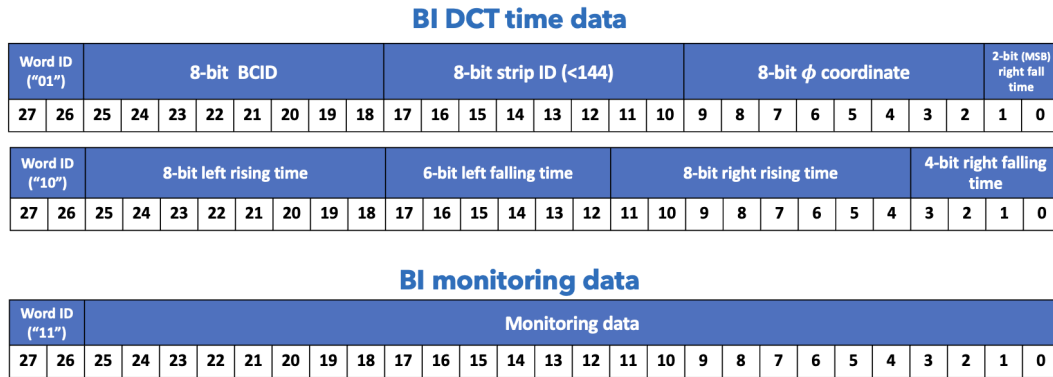 BI DCT time data
Word ID ("01") 8-bit BCID 8-bit strip ID (<144) 8-bit ϕ coordinate 2-bit (MSB) right fall time
27 26 25 24 23 22 21 20 19 18 17 16 15 14 13 12 11 10 9 8 7 6 5 4 3 2 1 0
Word ID ("10") 8-bit left rising time 6-bit left falling time 8-bit right rising time 4-bit right falling time
27 26 25 24 23 22 21 20 19 18 17 16 15 14 13 12 11 10 9 8 7 6 5 4 3 2 1 0
BI monitoring data
Word ID ("11") Monitoring data
27 26 25 24 23 22 21 20 19 18 17 16 15 14 13 12 11 10 9 8 7 6 5 4 3 2 1 0